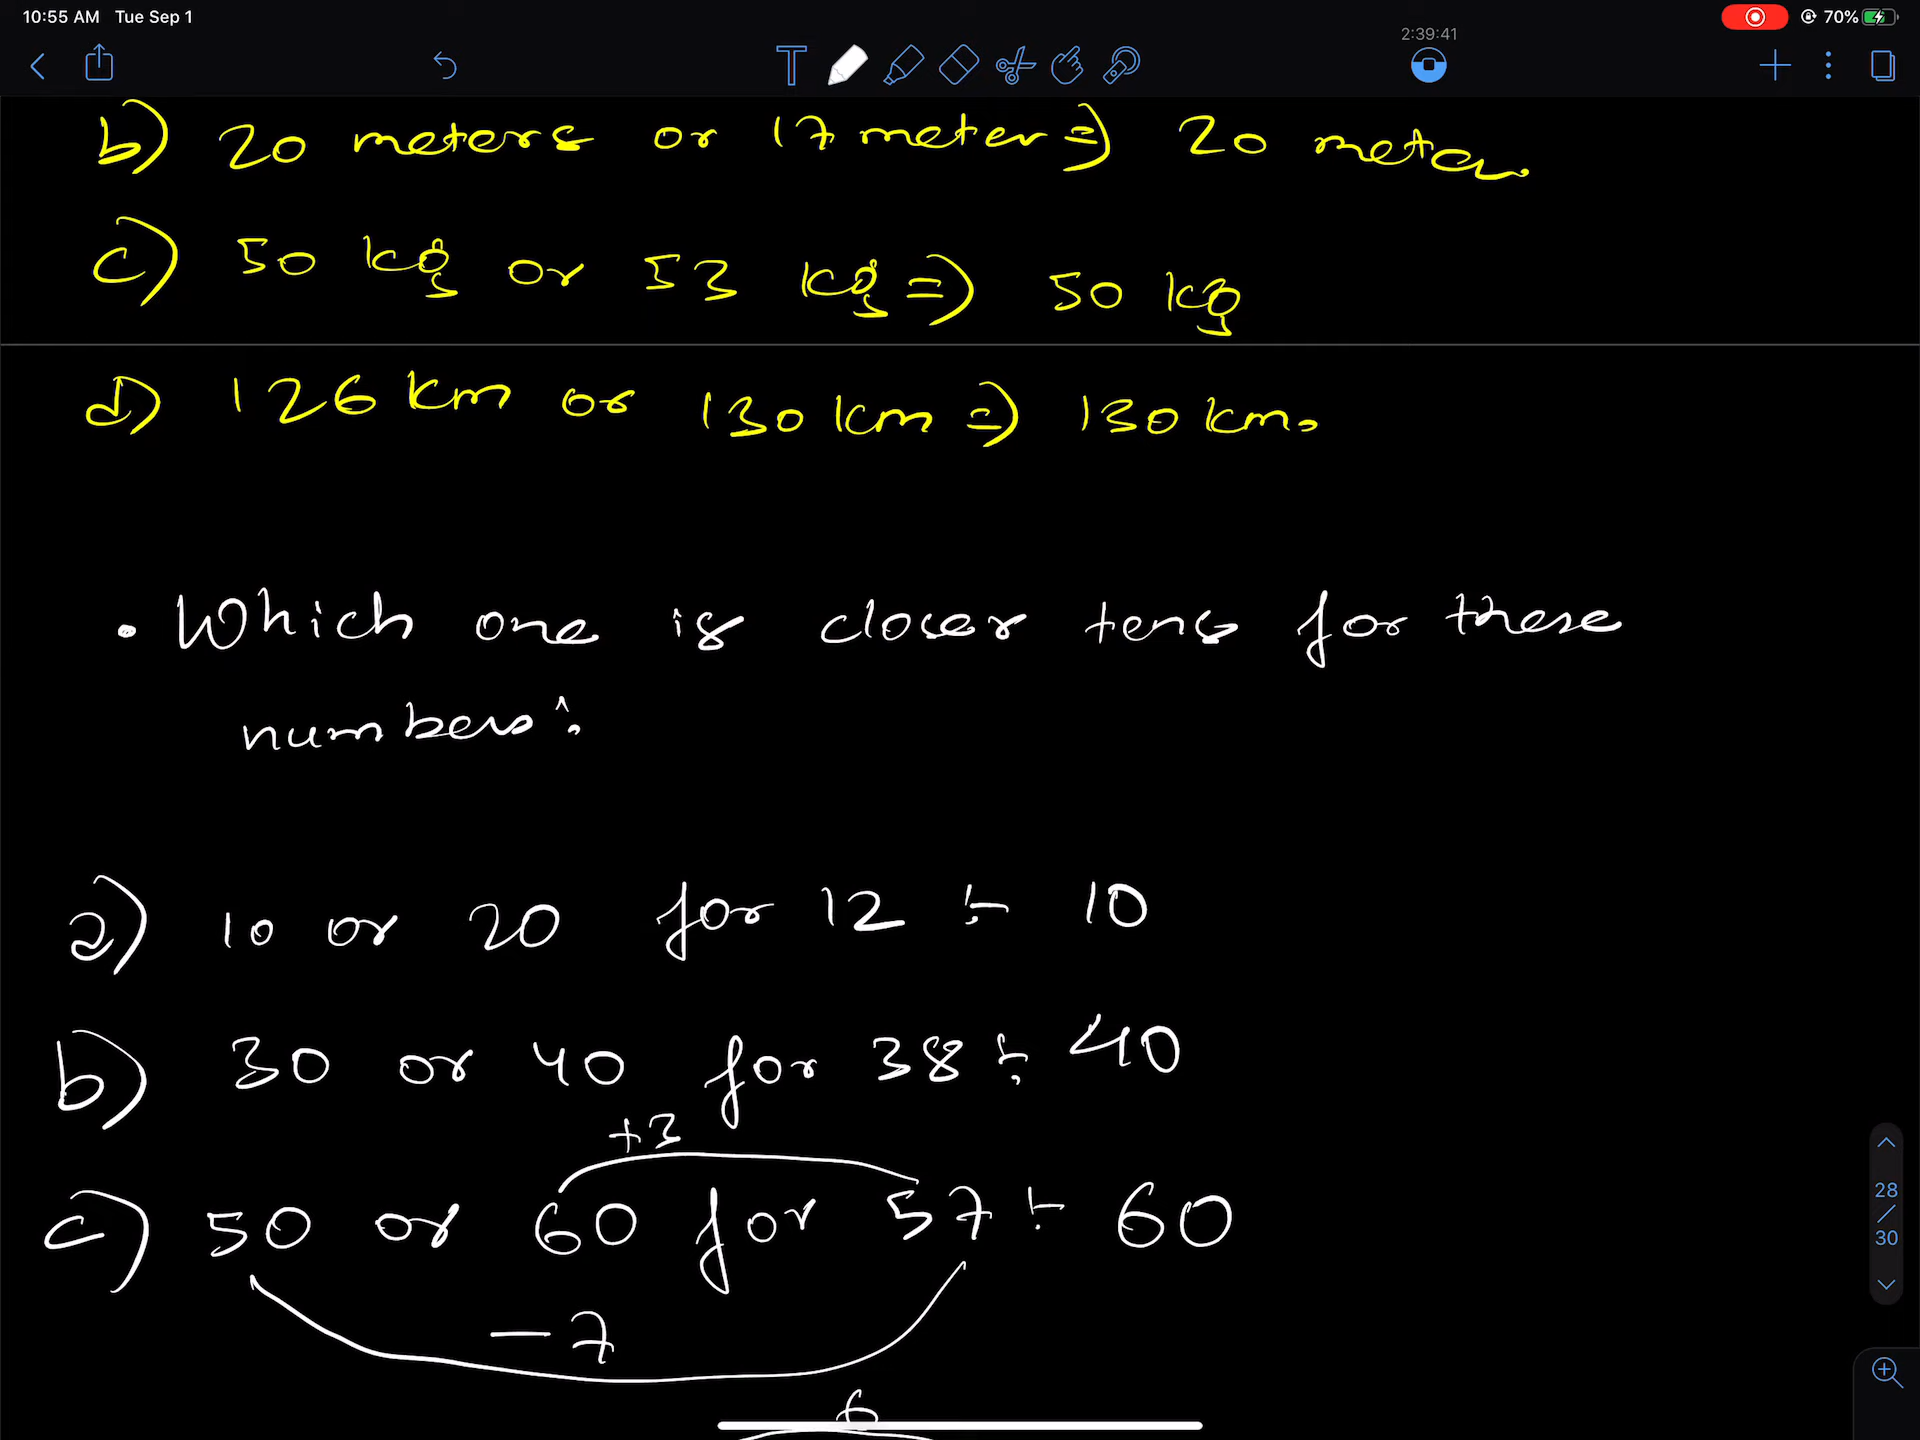 10:55 AM Tue Sep 1
70%
2:39:41
T
b) 20 meters or 17 meter => 20 meter.
c) 50 kg or 53 kg => 50 kg
d) 126 km or 130 km => 130 km.
• Which one is closer tens for these
numbers:
a) 10 or 20 for 12 :- 10
b) 30 or 40 for 38 :- 40
+3
c) 50 or 60 for 57 :- 60
- 7
6
28
/
30